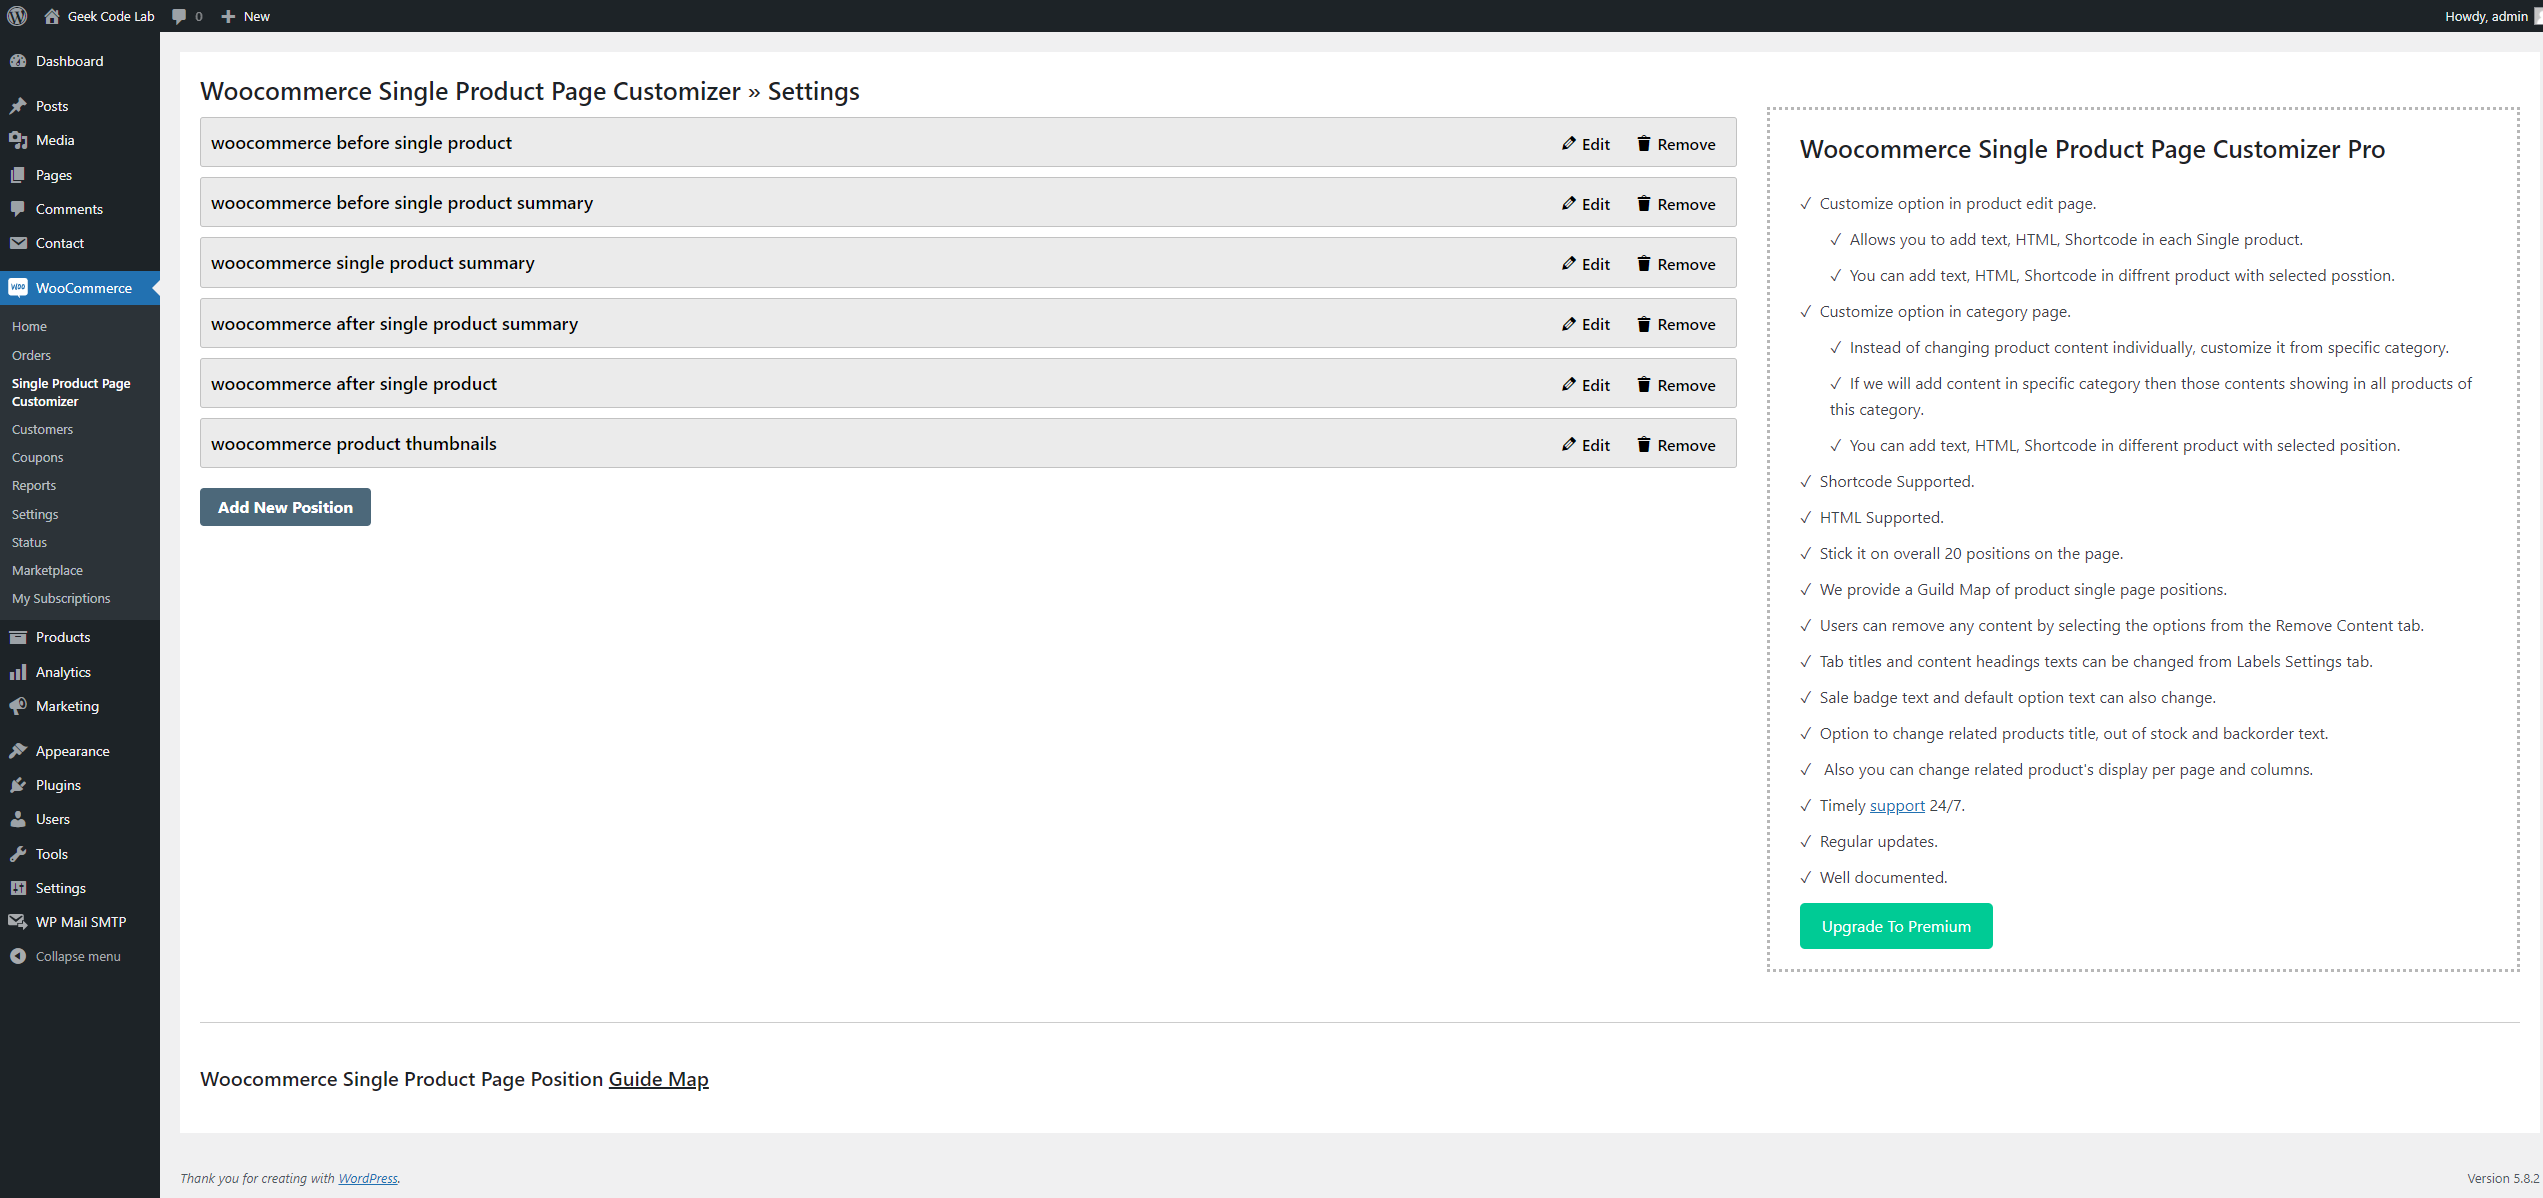 Geek Code Lab 0 New Howdy, admin
Dashboard
Posts
Media
Pages
Comments
Contact
WooCommerce
Home
Orders
Single Product Page
Customizer
Customers
Coupons
Reports
Settings
Status
Marketplace
My Subscriptions
Products
Analytics
Marketing
Appearance
Plugins
Users
Tools
Settings
WP Mail SMTP
Collapse menu
Woocommerce Single Product Page Customizer » Settings
woocommerce before single product Edit Remove
woocommerce before single product summary Edit Remove
woocommerce single product summary Edit Remove
woocommerce after single product summary Edit Remove
woocommerce after single product Edit Remove
woocommerce product thumbnails Edit Remove
Add New Position
Woocommerce Single Product Page Customizer Pro
✓ Customize option in product edit page.
✓ Allows you to add text, HTML, Shortcode in each Single product.
✓ You can add text, HTML, Shortcode in diffrent product with selected posstion.
✓ Customize option in category page.
✓ Instead of changing product content individually, customize it from specific category.
✓ If we will add content in specific category then those contents showing in all products of
this category.
✓ You can add text, HTML, Shortcode in different product with selected position.
✓ Shortcode Supported.
✓ HTML Supported.
✓ Stick it on overall 20 positions on the page.
✓ We provide a Guild Map of product single page positions.
✓ Users can remove any content by selecting the options from the Remove Content tab.
✓ Tab titles and content headings texts can be changed from Labels Settings tab.
✓ Sale badge text and default option text can also change.
✓ Option to change related products title, out of stock and backorder text.
✓ Also you can change related product's display per page and columns.
✓ Timely support 24/7.
✓ Regular updates.
✓ Well documented.
Upgrade To Premium
Woocommerce Single Product Page Position Guide Map
Thank you for creating with WordPress. Version 5.8.2